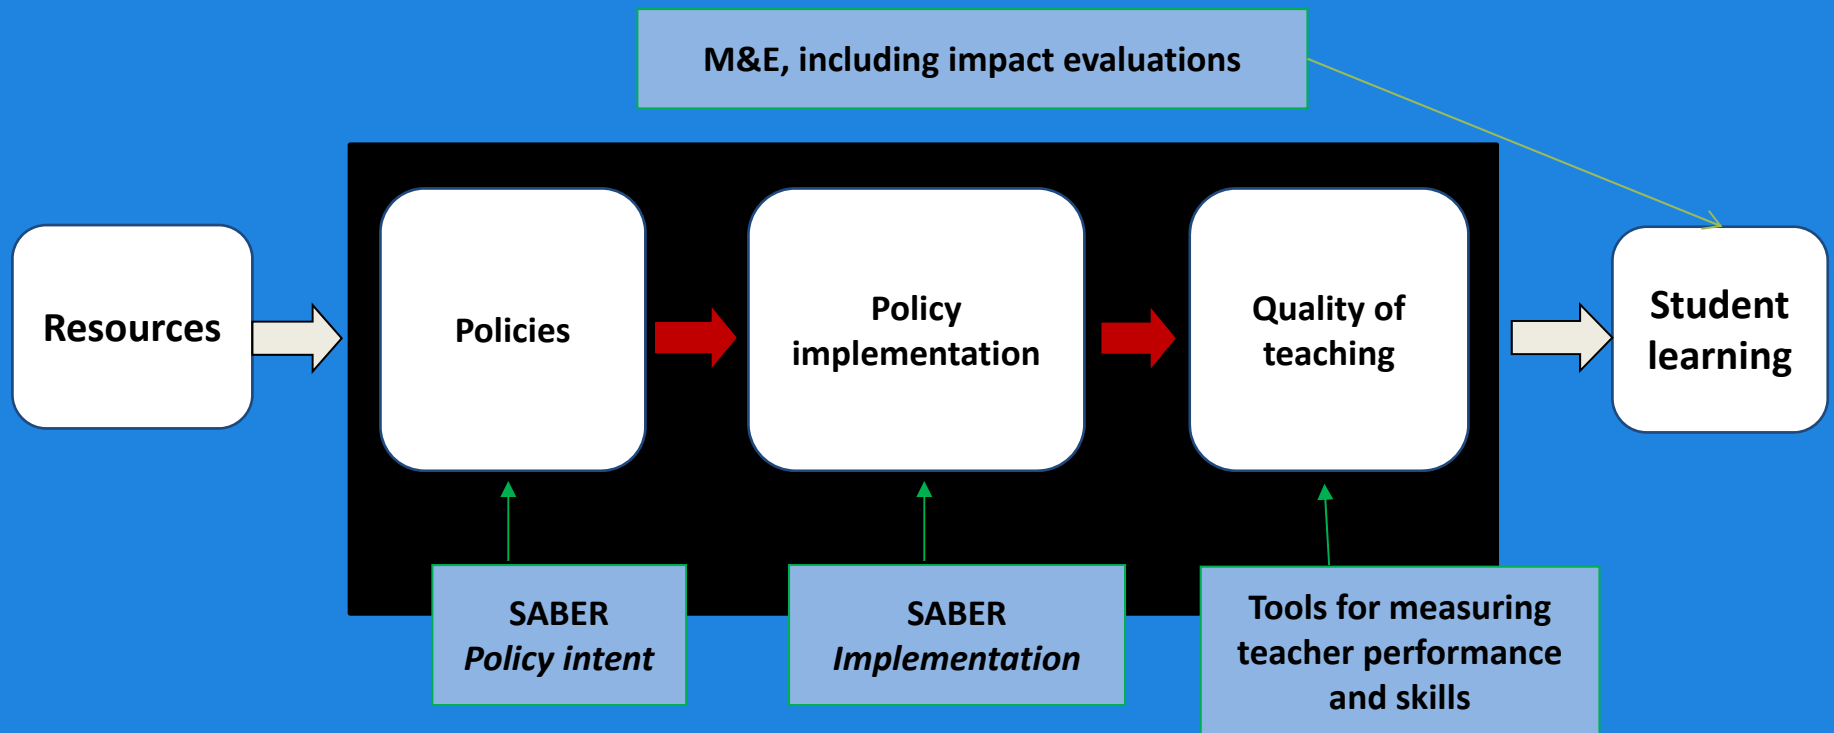 M&E, including impact evaluations
Resources
Policies
Policy
implementation
Quality of
teaching
Student
learning
SABER
Policy intent
SABER
Implementation
Tools for measuring
teacher performance
and skills